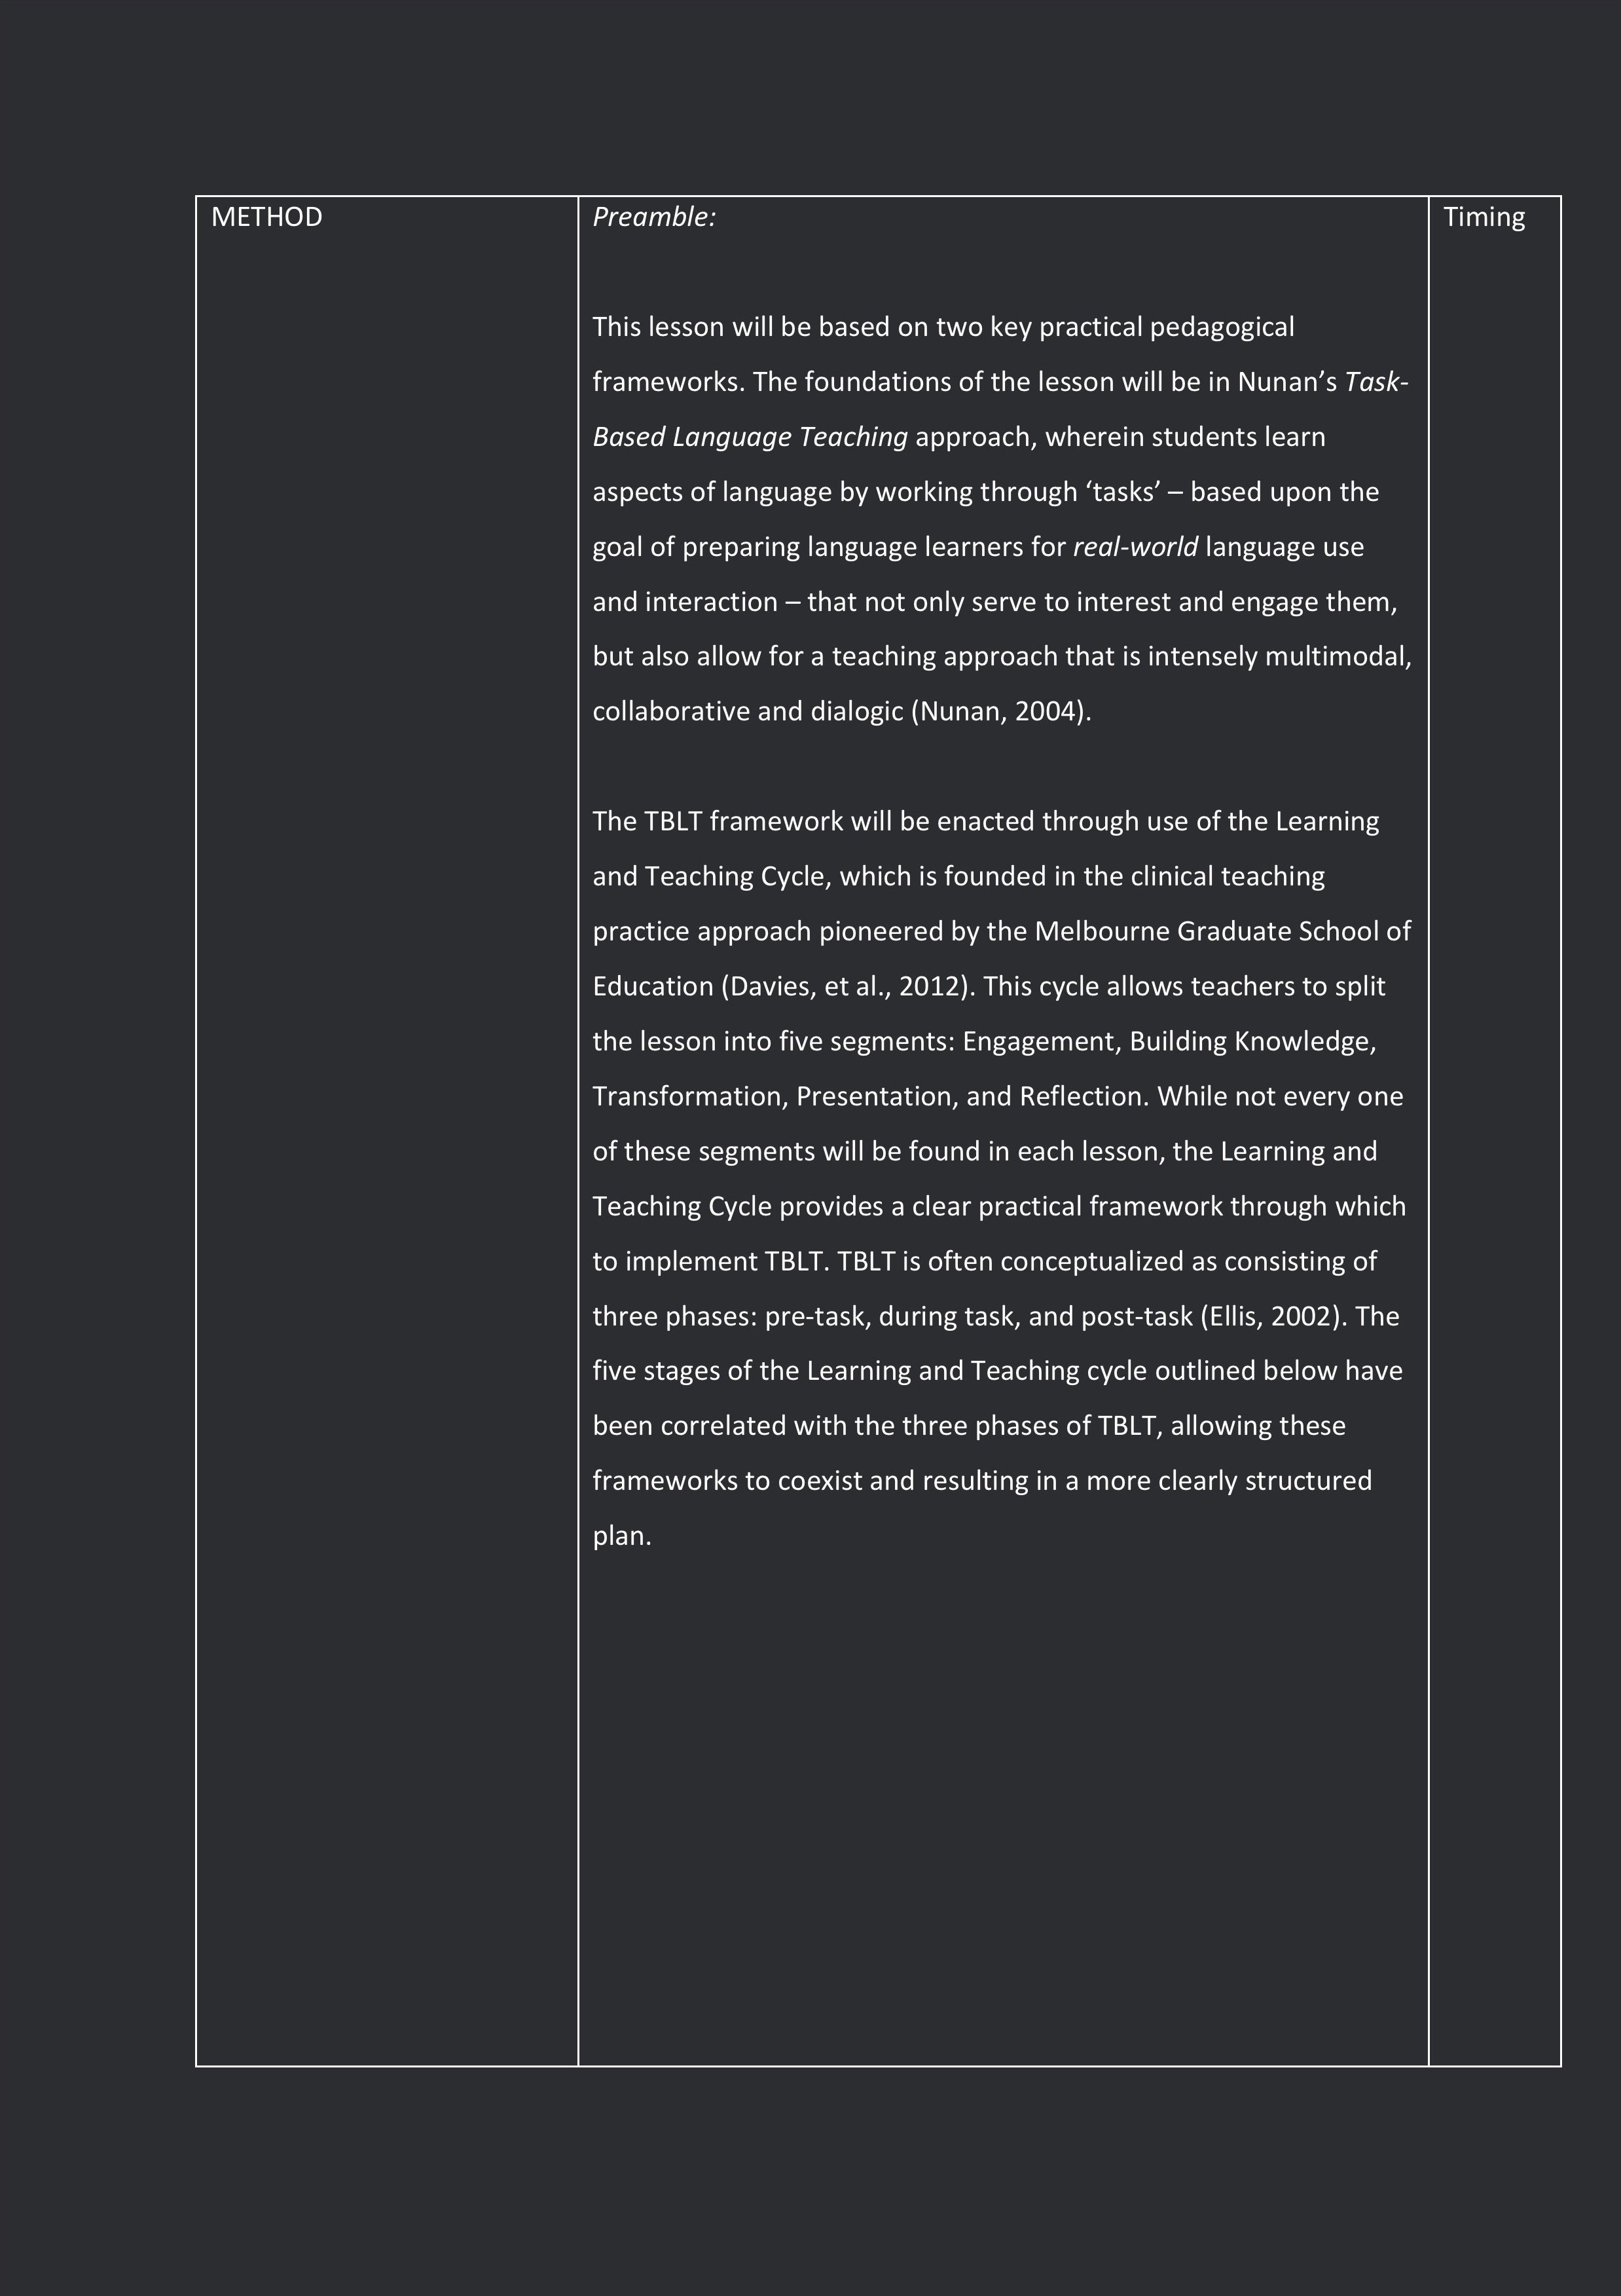 METHOD
Preamble:
Timing
This lesson will be based on two key practical pedagogical
frameworks. The foundations of the lesson will be in Nunan’s Task-
Based Language Teaching approach, wherein students learn
aspects of language by working through ‘tasks’ – based upon the
goal of preparing language learners for real-world language use
and interaction – that not only serve to interest and engage them,
but also allow for a teaching approach that is intensely multimodal,
collaborative and dialogic (Nunan, 2004).
The TBLT framework will be enacted through use of the Learning
and Teaching Cycle, which is founded in the clinical teaching
practice approach pioneered by the Melbourne Graduate School of
Education (Davies, et al., 2012). This cycle allows teachers to split
the lesson into five segments: Engagement, Building Knowledge,
Transformation, Presentation, and Reflection. While not every one
of these segments will be found in each lesson, the Learning and
Teaching Cycle provides a clear practical framework through which
to implement TBLT. TBLT is often conceptualized as consisting of
three phases: pre-task, during task, and post-task (Ellis, 2002). The
five stages of the Learning and Teaching cycle outlined below have
been correlated with the three phases of TBLT, allowing these
frameworks to coexist and resulting in a more clearly structured
plan.